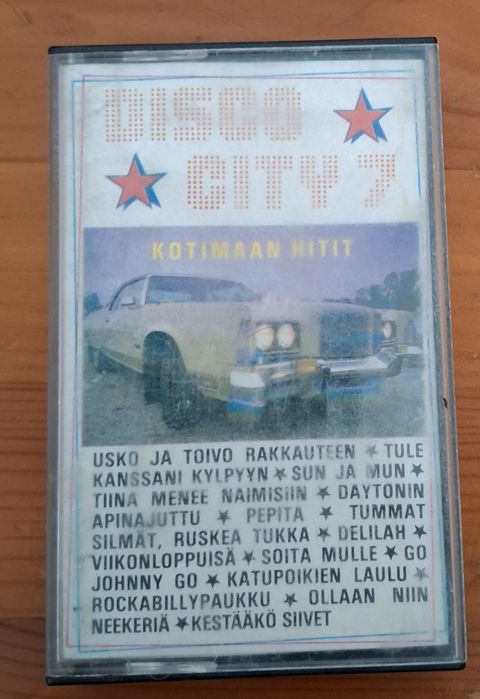 DISCO
CITY 7
KOTIMAAN HITIT
USKO JA TOIVO RAKKAUTEEN ★ TULE
KANSSANI KYLPYYN ★ SUN JA MUN ★
TIINA MENEE NAIMISIIN ★ DAYTONIN
APINAJUTTU ★ PEPITA ★ TUMMAT
SILMÄT, RUSKEA TUKKA ★ DELILAH ★
VIIKONLOPPUISÄ ★ SOITA MULLE ★ GO
JOHNNY GO ★ KATUPOIKIEN LAULU ★
ROCKABILLYPAUKKU ★ OLLAAN NIIN
NEEKERIÄ ★ KESTÄÄKÖ SIIVET